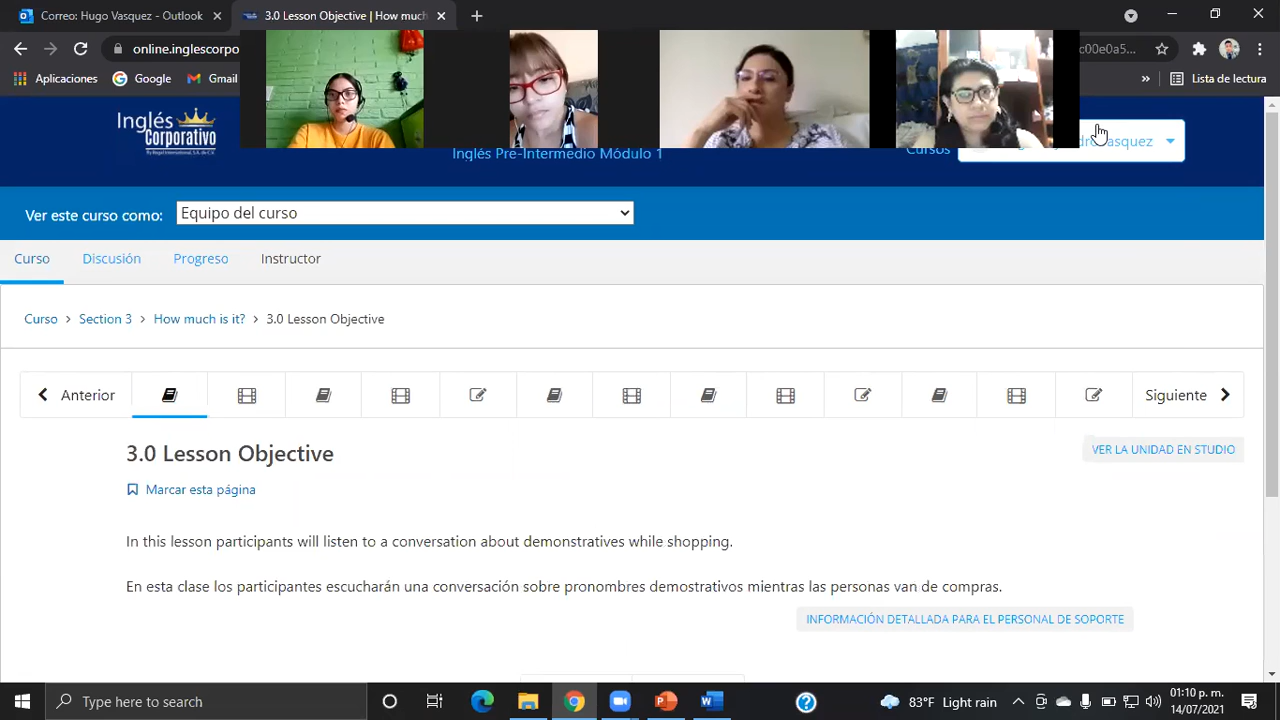 Correo: Hugo Vasquez - Outlook
3.0 Lesson Objective | How much
online.inglescorpo
c00e0a5...
Aplicaciones
Google
Gmail
Lista de lectura
Inglés
Corporativo
Inglés Pre-Intermedio Módulo 1
Cursos
Vasquez
Ver este curso como:
Equipo del curso
Curso
Discusión
Progreso
Instructor
Curso > Section 3 > How much is it? > 3.0 Lesson Objective
Anterior
Siguiente
3.0 Lesson Objective
VER LA UNIDAD EN STUDIO
Marcar esta página
In this lesson participants will listen to a conversation about demonstratives while shopping.
En esta clase los participantes escucharán una conversación sobre pronombres demostrativos mientras las personas van de compras.
INFORMACIÓN DETALLADA PARA EL PERSONAL DE SOPORTE
Type here to search
83°F Light rain
01:10 p. m.
14/07/2021